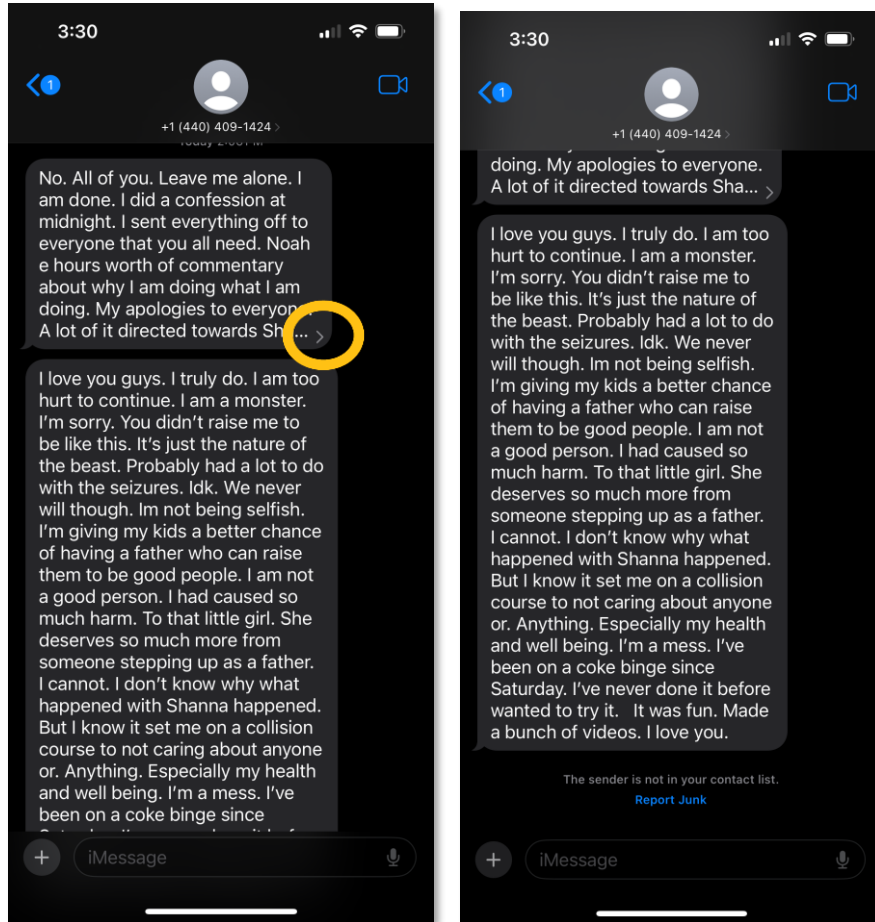 3:30
1
+1 (440) 409-1424 >
No. All of you. Leave me alone. I
am done. I did a confession at
midnight. I sent everything off to
everyone that you all need. Noah
e hours worth of commentary
about why I am doing what I am
doing. My apologies to everyone.
A lot of it directed towards Sh... >
I love you guys. I truly do. I am too
hurt to continue. I am a monster.
I'm sorry. You didn't raise me to
be like this. It's just the nature of
the beast. Probably had a lot to do
with the seizures. Idk. We never
will though. Im not being selfish.
I'm giving my kids a better chance
of having a father who can raise
them to be good people. I am not
a good person. I had caused so
much harm. To that little girl. She
deserves so much more from
someone stepping up as a father.
I cannot. I don't know why what
happened with Shanna happened.
But I know it set me on a collision
course to not caring about anyone
or. Anything. Especially my health
and well being. I'm a mess. I've
been on a coke binge since
iMessage
3:30
1
+1 (440) 409-1424 >
doing. My apologies to everyone.
A lot of it directed towards Sha... >
I love you guys. I truly do. I am too
hurt to continue. I am a monster.
I'm sorry. You didn't raise me to
be like this. It's just the nature of
the beast. Probably had a lot to do
with the seizures. Idk. We never
will though. Im not being selfish.
I'm giving my kids a better chance
of having a father who can raise
them to be good people. I am not
a good person. I had caused so
much harm. To that little girl. She
deserves so much more from
someone stepping up as a father.
I cannot. I don't know why what
happened with Shanna happened.
But I know it set me on a collision
course to not caring about anyone
or. Anything. Especially my health
and well being. I'm a mess. I've
been on a coke binge since
Saturday. I've never done it before
wanted to try it.   It was fun. Made
a bunch of videos. I love you.
The sender is not in your contact list.
Report Junk
iMessage